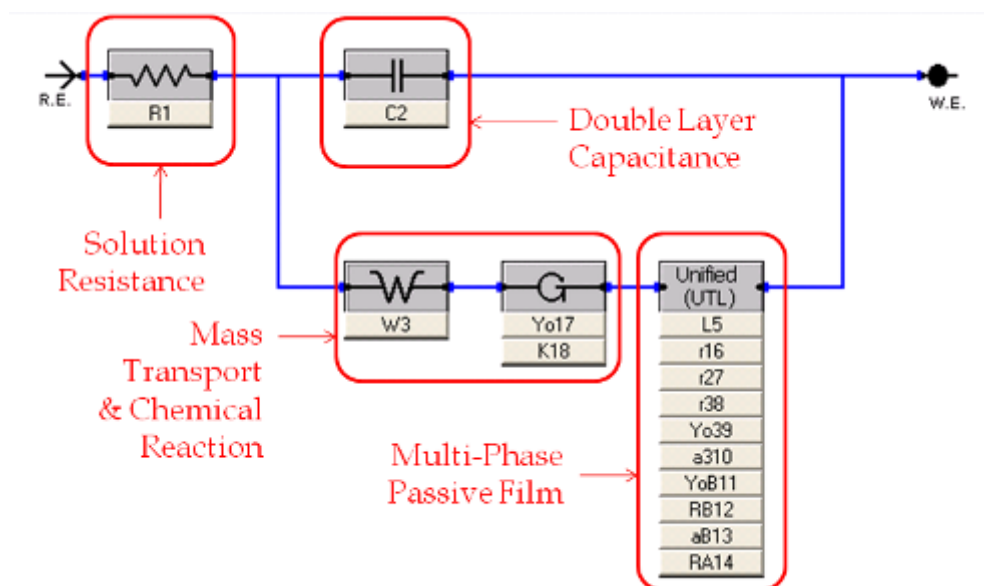 R.E.
R1
C2
W.E.
Double Layer
Capacitance
Solution
Resistance
W
W3
G
Yo17
K18
Unified
(UTL)
L5
r16
r27
r38
Yo39
a310
YoB11
RB12
aB13
RA14
Mass
Transport
& Chemical
Reaction
Multi-Phase
Passive Film